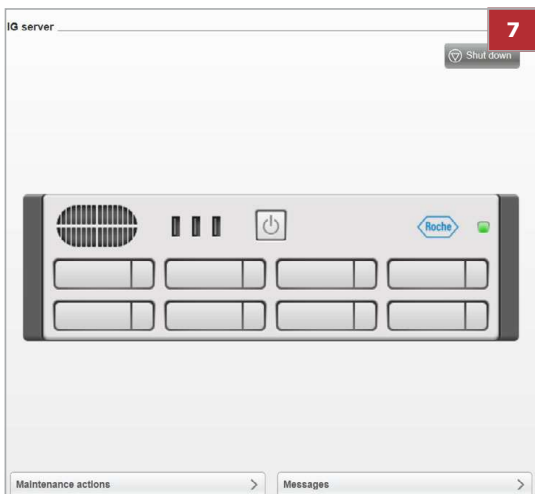 IG server
7
Shut down
Roche
Maintenance actions
Messages